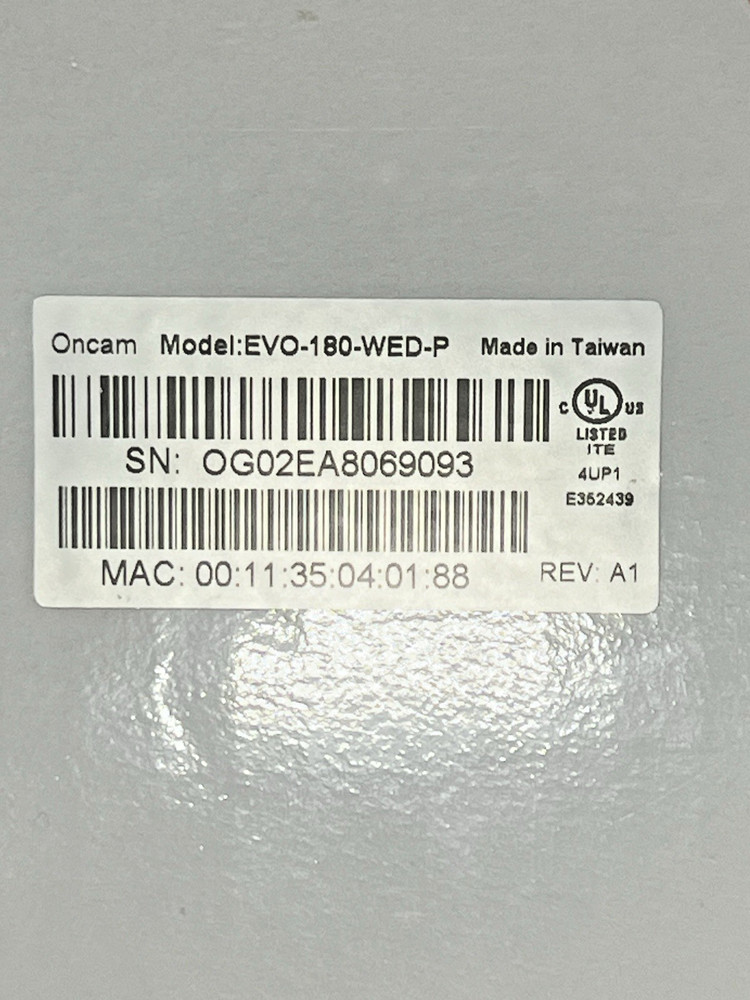 Oncam Model:EVO-180-WED-P Made in Taiwan
C UL US
LISTED
ITE
4UP1
E352439
SN: OG02EA8069093
MAC: 00:11:35:04:01:88
REV: A1